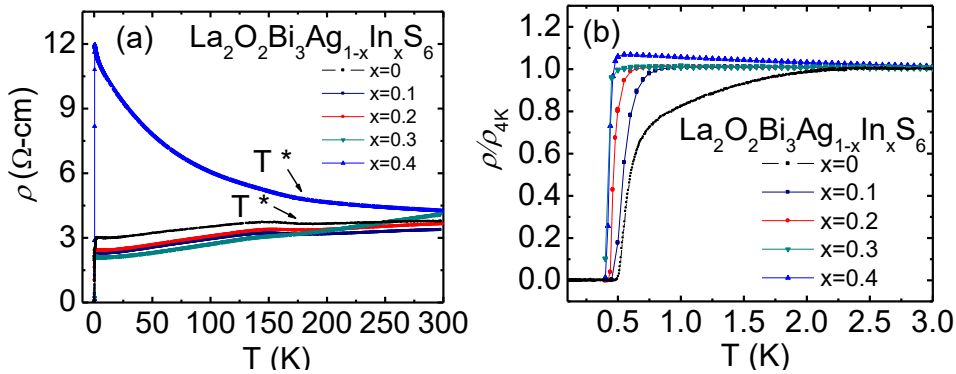 (a) La₂O₂Bi₃Ag₁₋ₓInₓS₆
x=0
x=0.1
x=0.2
x=0.3
x=0.4
T *
T *
ρ (Ω-cm)
12
9
6
3
0
0 50 100 150 200 250 300
T (K)
(b)
La₂O₂Bi₃Ag₁₋ₓInₓS₆
x=0
x=0.1
x=0.2
x=0.3
x=0.4
ρ/ρ4K
1.2
1.0
0.8
0.6
0.4
0.2
0.0
0.5 1.0 1.5 2.0 2.5 3.0
T (K)